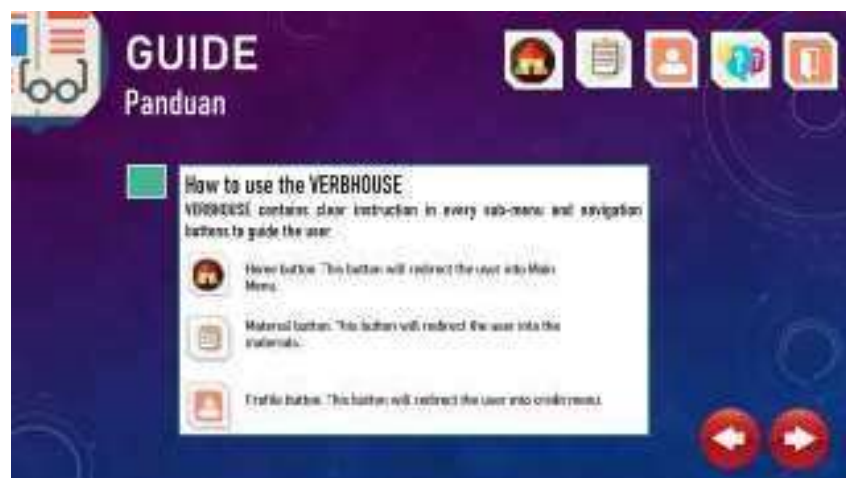 GUIDE
Panduan
How to use the VERBHOUSE
VERBHOUSE contains clear instruction in every sub-menu and navigation
buttons to guide the user
Home button. This button will redirect the user into Main
Menu.
Material button. This button will redirect the user into the
materials.
Profile button. This button will redirect the user into credit menu.